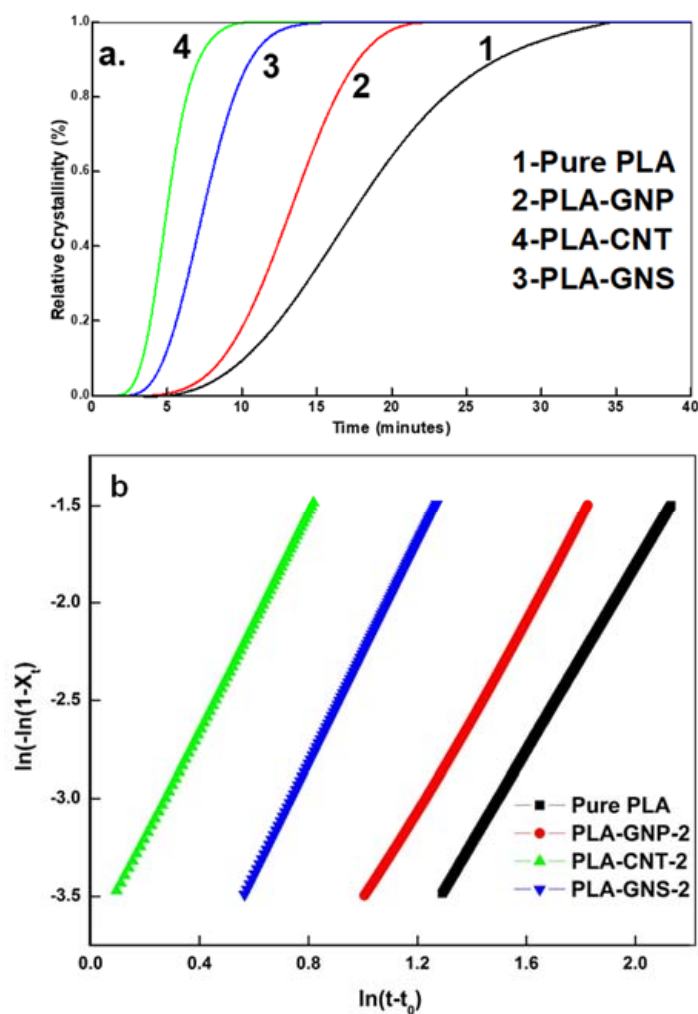 a.
4
3
2
1
1-Pure PLA
2-PLA-GNP
4-PLA-CNT
3-PLA-GNS
Relative Crystallinity (%)
1.0
0.8
0.6
0.4
0.2
0.0
0 5 10 15 20 25 30 35 40
Time (minutes)
b
ln(-ln(1-Xt)
-1.5
-2.0
-2.5
-3.0
-3.5
Pure PLA
PLA-GNP-2
PLA-CNT-2
PLA-GNS-2
0.0 0.4 0.8 1.2 1.6 2.0
ln(t-t0)